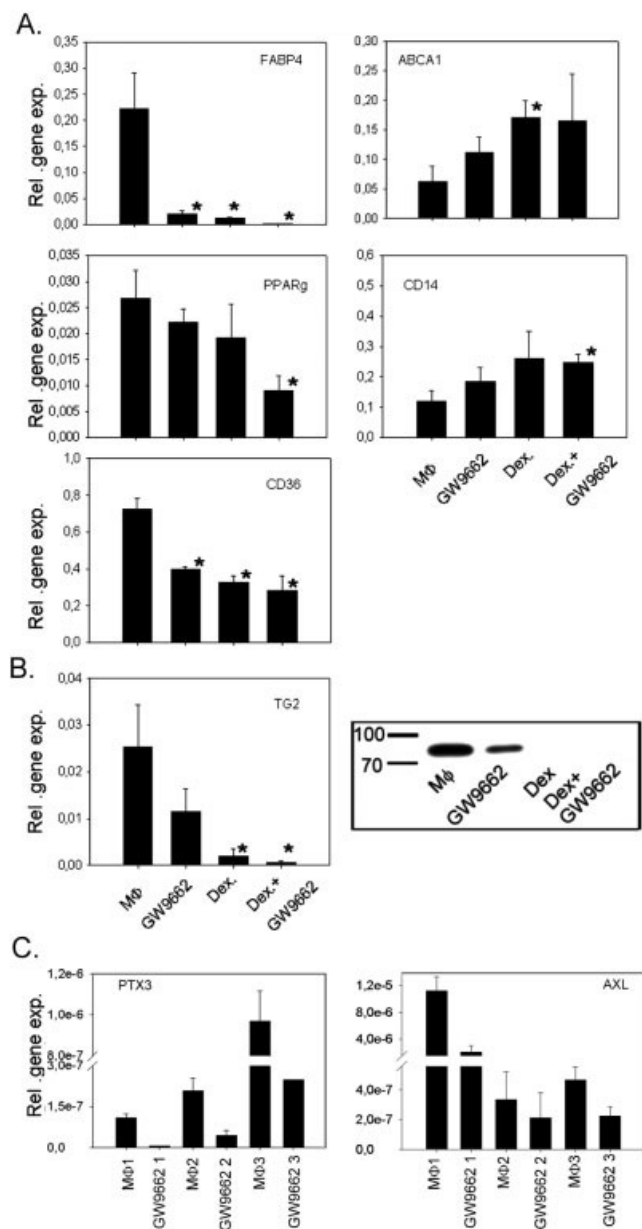 A.
FABP4
Rel .gene exp.
0,35
0,30
0,25
0,20
0,15
0,10
0,05
0,00
* * *
ABCA1
0,30
0,25
0,20
0,15
0,10
0,05
0,00
*
PPARg
Rel .gene exp.
0,035
0,030
0,025
0,020
0,015
0,010
0,005
0,000
*
CD14
0,6
0,5
0,4
0,3
0,2
0,1
0,0
*
MΦ
GW9662
Dex.
Dex.+
GW9662
CD36
Rel .gene exp.
1,0
0,8
0,6
0,4
0,2
0,0
* * *
B.
TG2
Rel .gene exp.
0,04
0,03
0,02
0,01
0,00
* *
MΦ
GW9662
Dex.
Dex.+
GW9662
100
70
Mϕ
GW9662
Dex
Dex+
GW9662
C.
PTX3
Rel .gene exp.
1,2e-6
1,0e-6
8,0e-7
3,0e-7
1,5e-7
0,0
MΦ1
GW9662 1
MΦ2
GW9662 2
MΦ3
GW9662 3
AXL
1,2e-5
6,0e-6
4,0e-7
2,0e-7
0,0
MΦ1
GW9662 1
MΦ2
GW9662 2
MΦ3
GW9662 3